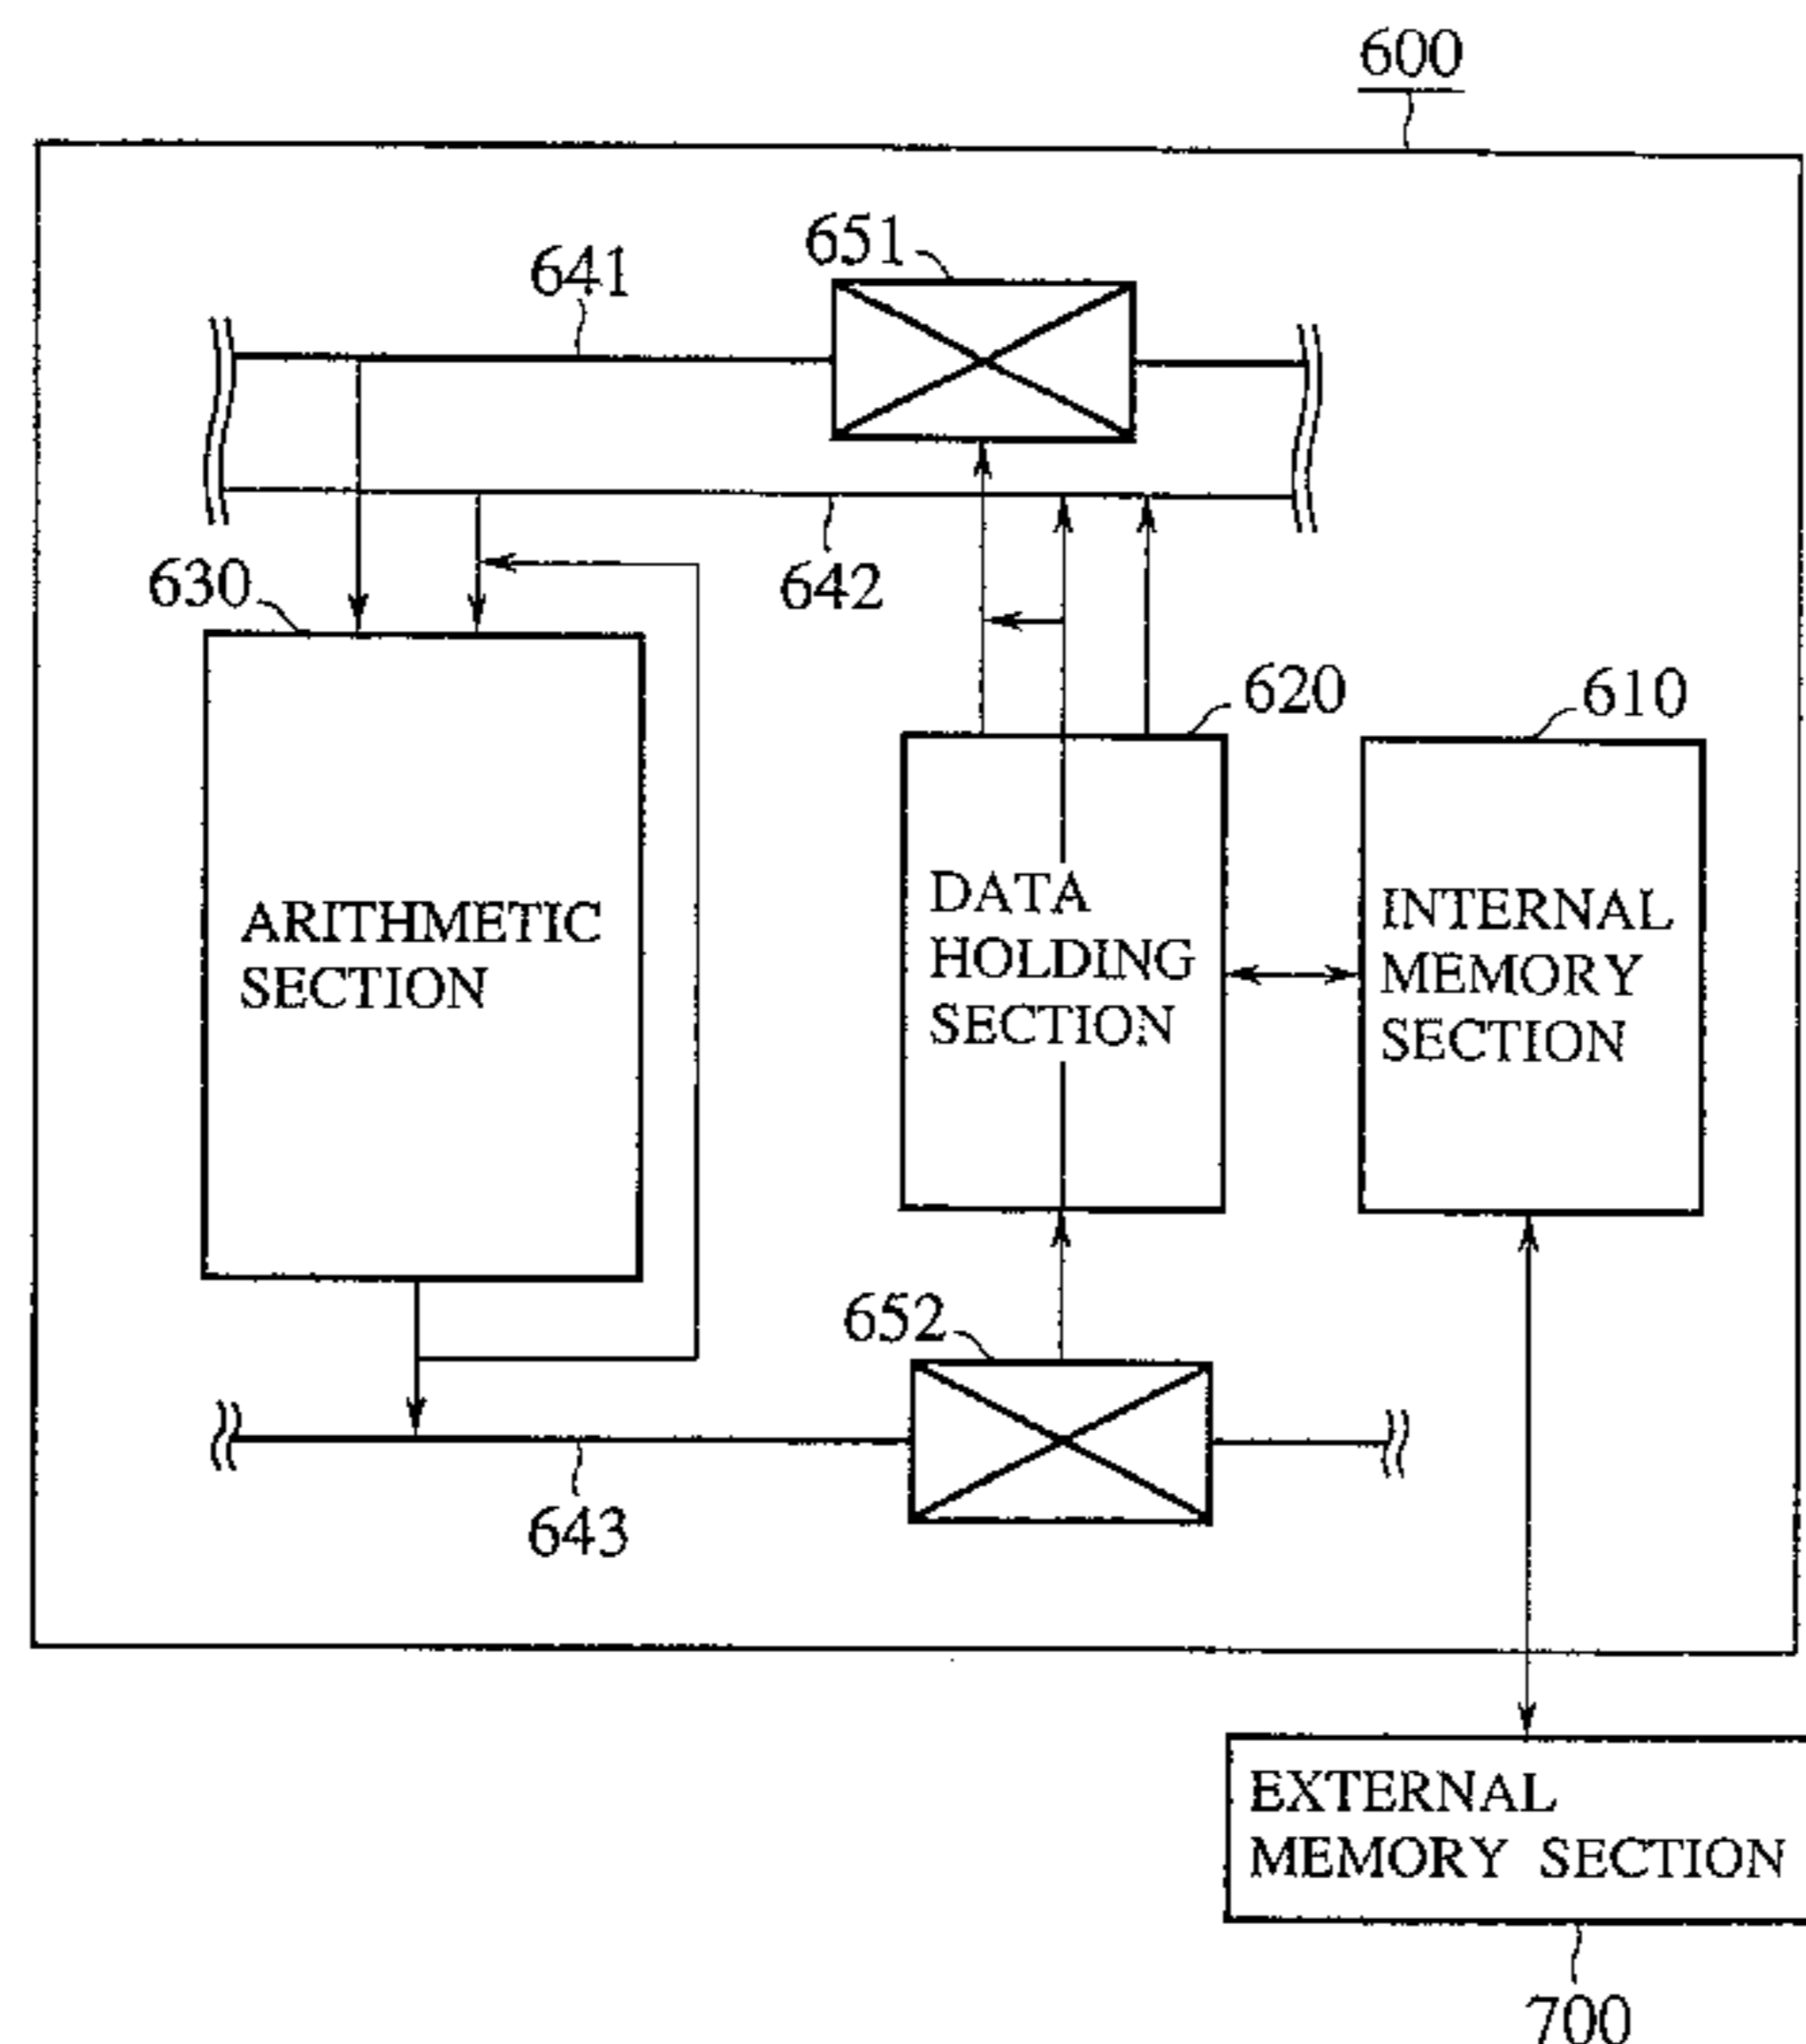 600
651
641
642
630
620
610
ARITHMETIC
SECTION
DATA
HOLDING
SECTION
INTERNAL
MEMORY
SECTION
652
643
EXTERNAL
MEMORY SECTION
700